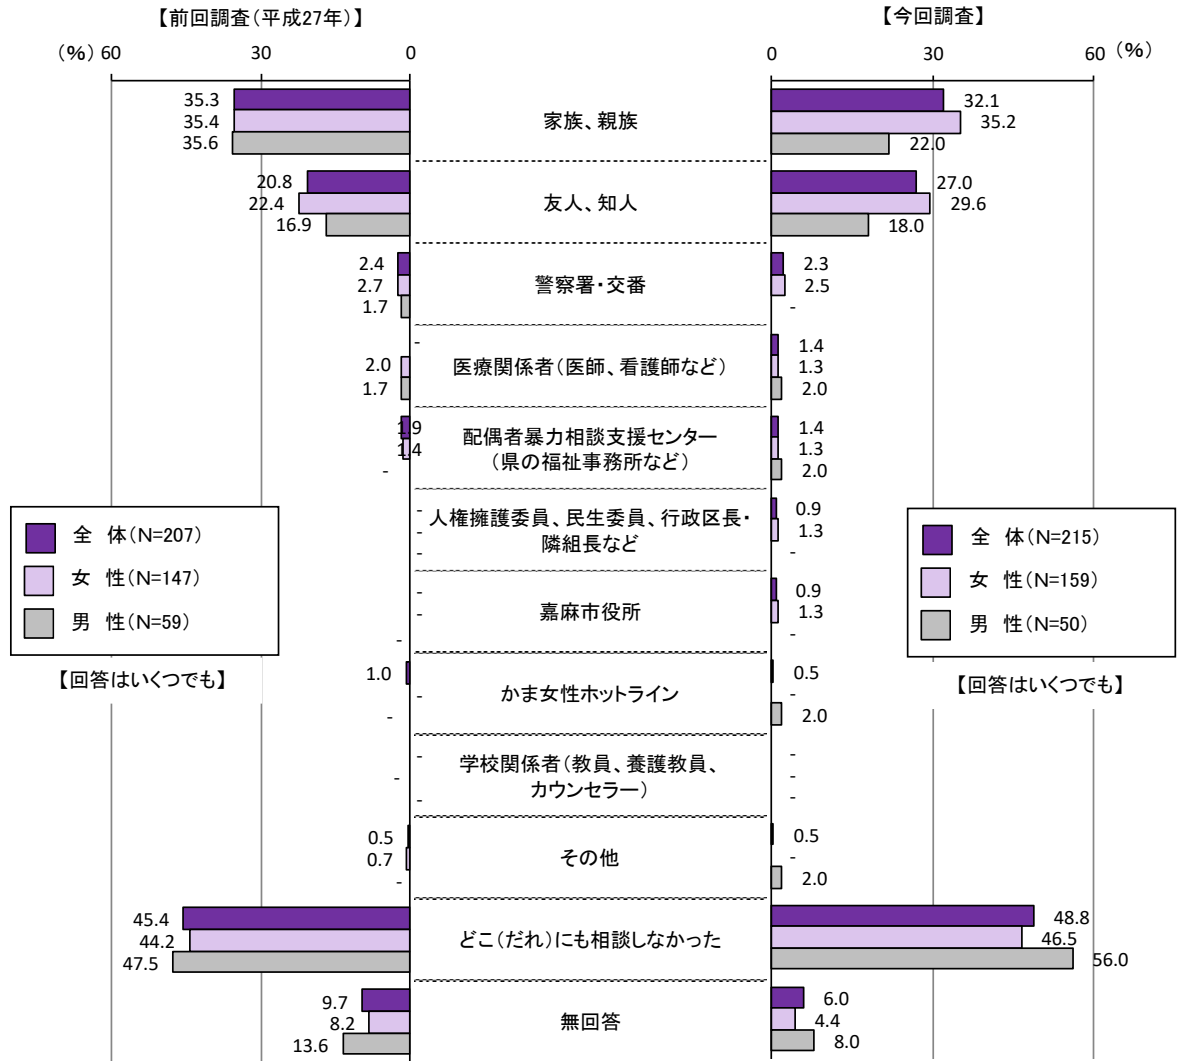 【前回調査（平成27年）】
【今回調査】
（%） 60 30 0
0 30 60 （%）
35.3
35.4
35.6
家族、親族
32.1
35.2
22.0
20.8
22.4
16.9
友人、知人
27.0
29.6
18.0
2.4
2.7
1.7
警察署・交番
2.3
2.5
-
-
2.0
1.7
医療関係者（医師、看護師など）
1.4
1.3
2.0
1.9
1.4
-
配偶者暴力相談支援センター
（県の福祉事務所など）
1.4
1.3
2.0
-
-
-
人権擁護委員、民生委員、行政区長・
隣組長など
0.9
1.3
-
-
-
-
嘉麻市役所
0.9
1.3
-
1.0
-
-
かま女性ホットライン
0.5
-
2.0
-
-
-
学校関係者（教員、養護教員、
カウンセラー）
-
-
-
0.5
0.7
-
その他
0.5
-
2.0
45.4
44.2
47.5
どこ（だれ）にも相談しなかった
48.8
46.5
56.0
9.7
8.2
13.6
無回答
6.0
4.4
8.0
全 体（N=207）
女 性（N=147）
男 性（N=59）
【回答はいくつでも】
全 体（N=215）
女 性（N=159）
男 性（N=50）
【回答はいくつでも】